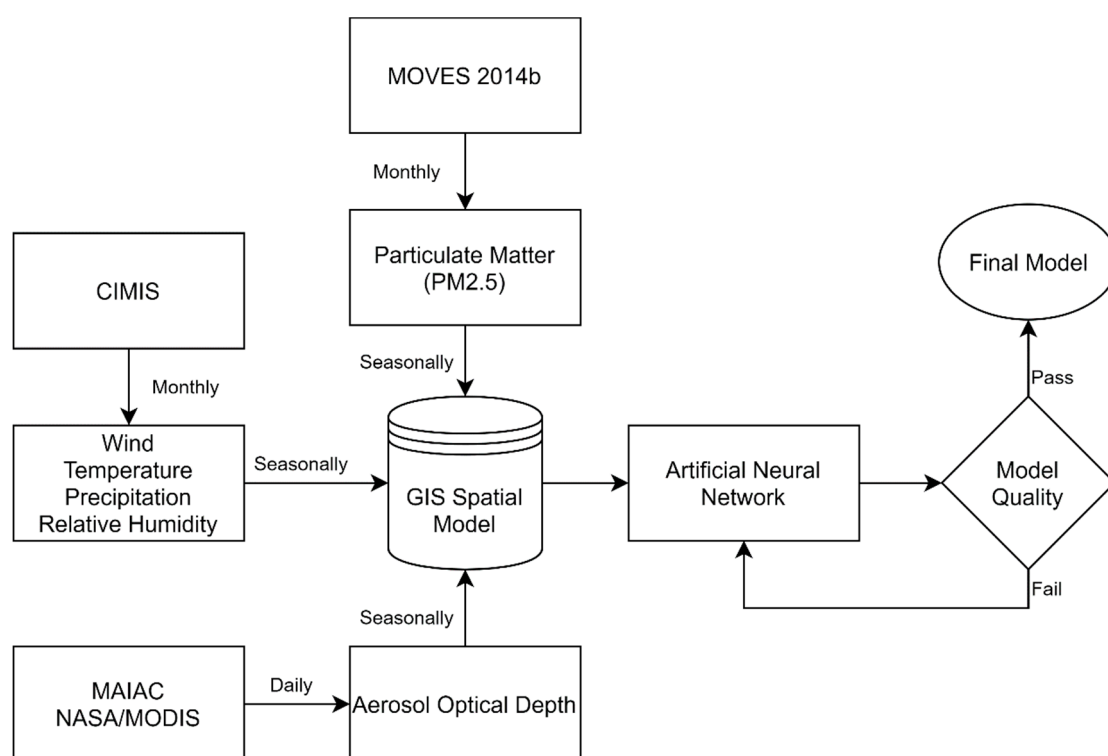 MOVES 2014b
Monthly
Particulate Matter
(PM2.5)
Final Model
CIMIS
Seasonally
Pass
Monthly
Wind
Temperature
Precipitation
Relative Humidity
Seasonally
GIS Spatial
Model
Artificial Neural
Network
Model
Quality
Fail
Seasonally
MAIAC
NASA/MODIS
Daily
Aerosol Optical Depth